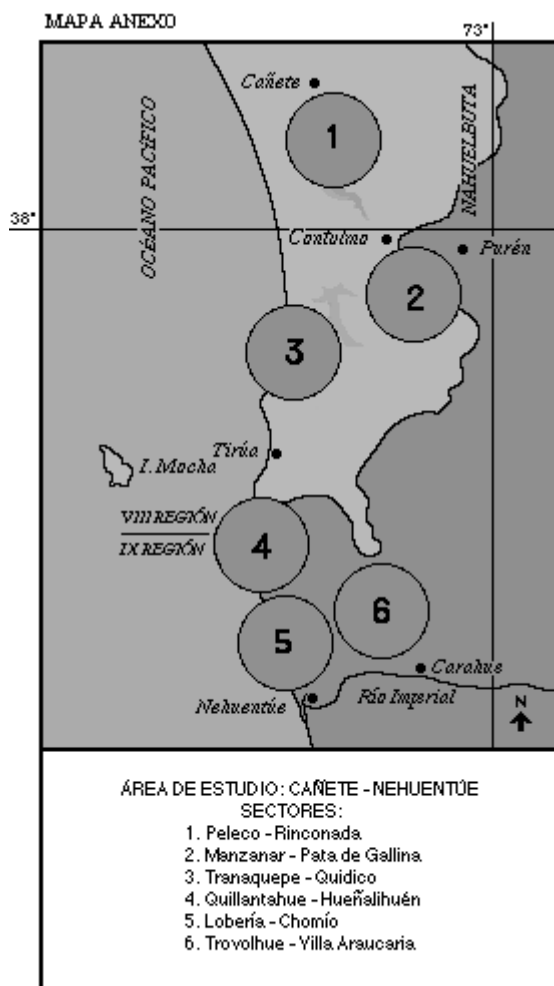 MAPA ANEXO
73°
Cañete
1
OCÉANO PACÍFICO
NAHUELBUTA
38°
Contulmo
Purén
2
3
Tirúa
I. Mocha
VIII REGIÓN
IX REGIÓN
4
6
5
Carahue
Nehuentúe
Río Imperial
N
ÁREA DE ESTUDIO: CAÑETE - NEHUENTÚE
SECTORES:
1. Peleco - Rinconada
2. Manzanar - Pata de Gallina
3. Tranaquepe - Quidico
4. Quillantahue - Hueñalihuén
5. Lobería - Chomío
6. Trovolhue - Villa Araucaria